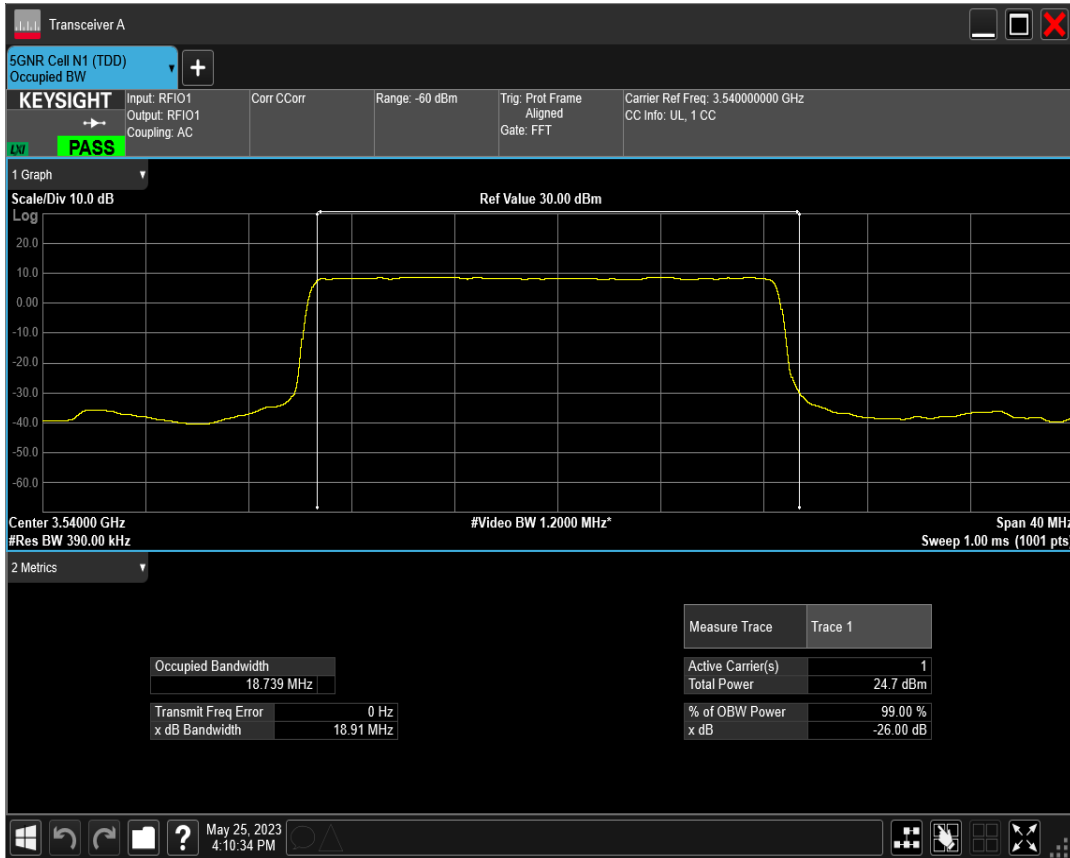 Transceiver A
5GNR Cell N1 (TDD)
Occupied BW
+
KEYSIGHT
LXI
PASS
Input: RFIO1
Output: RFIO1
Coupling: AC
Corr CCorr
Range: -60 dBm
Trig: Prot Frame
Aligned
Gate: FFT
Carrier Ref Freq: 3.540000000 GHz
CC Info: UL, 1 CC
1 Graph
Scale/Div 10.0 dB
Ref Value 30.00 dBm
Log
20.0
10.0
0.00
-10.0
-20.0
-30.0
-40.0
-50.0
-60.0
Center 3.54000 GHz
#Video BW 1.2000 MHz*
Span 40 MHz
#Res BW 390.00 kHz
Sweep 1.00 ms (1001 pts)
2 Metrics
Measure Trace Trace 1
Occupied Bandwidth
18.739 MHz
Active Carrier(s) 1
Total Power 24.7 dBm
Transmit Freq Error 0 Hz
x dB Bandwidth 18.91 MHz
% of OBW Power 99.00 %
x dB -26.00 dB
?
May 25, 2023
4:10:34 PM